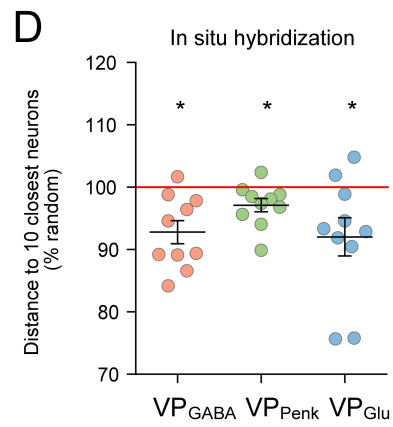 D
In situ hybridization
Distance to 10 closest neurons
(% random)
120
110
100
90
80
70
* * *
VPGABA VPPenk VPGlu